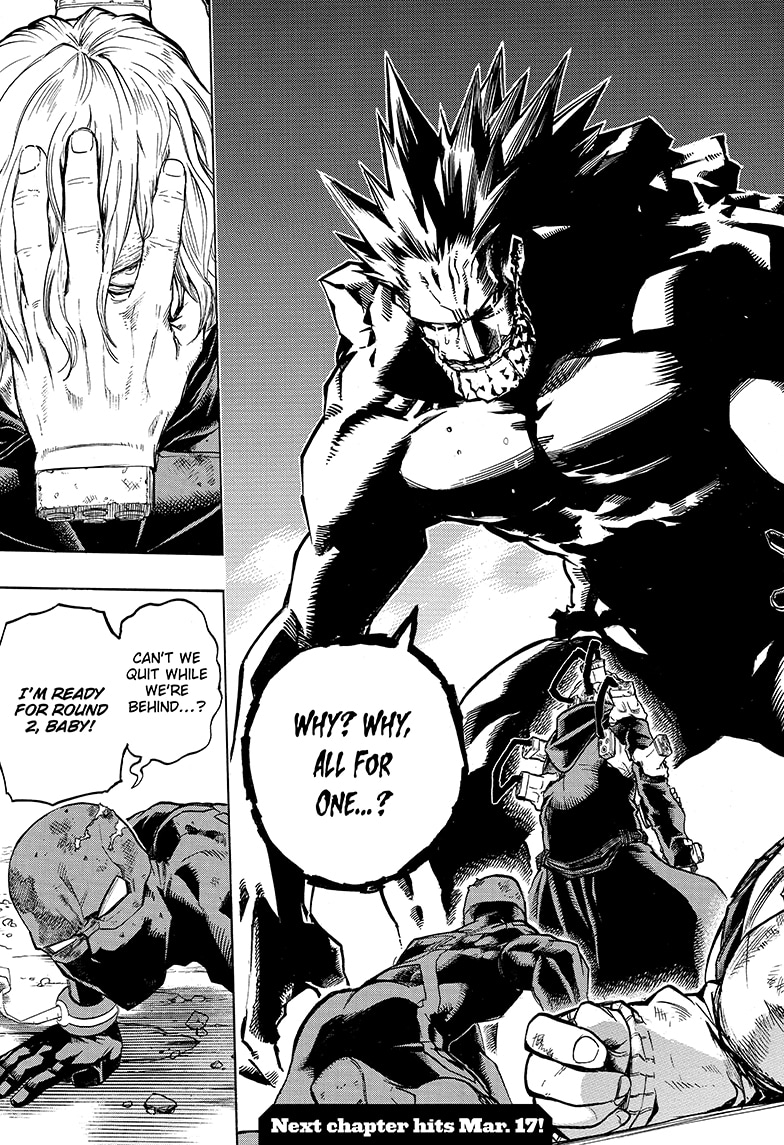 WHY? WHY,
ALL FOR
ONE...?
CAN'T WE
QUIT WHILE
WE'RE
BEHIND...?
I'M READY
FOR ROUND
2, BABY!
Next chapter hits Mar. 17!